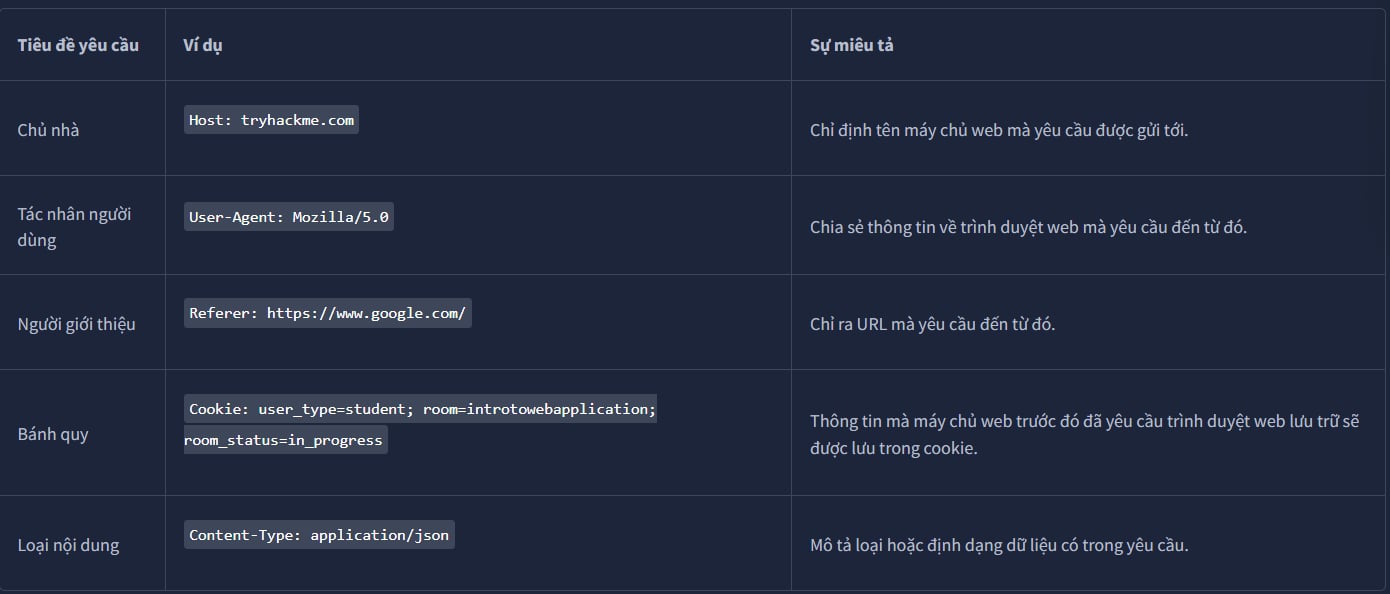 Tiêu đề yêu cầu
Ví dụ
Sự miêu tả
Chủ nhà
Host: tryhackme.com
Chỉ định tên máy chủ web mà yêu cầu được gửi tới.
Tác nhân người
dùng
User-Agent: Mozilla/5.0
Chia sẻ thông tin về trình duyệt web mà yêu cầu đến từ đó.
Người giới thiệu
Referer: https://www.google.com/
Chỉ ra URL mà yêu cầu đến từ đó.
Bánh quy
Cookie: user_type=student; room=introtowebapplication;
room_status=in_progress
Thông tin mà máy chủ web trước đó đã yêu cầu trình duyệt web lưu trữ sẽ
được lưu trong cookie.
Loại nội dung
Content-Type: application/json
Mô tả loại hoặc định dạng dữ liệu có trong yêu cầu.